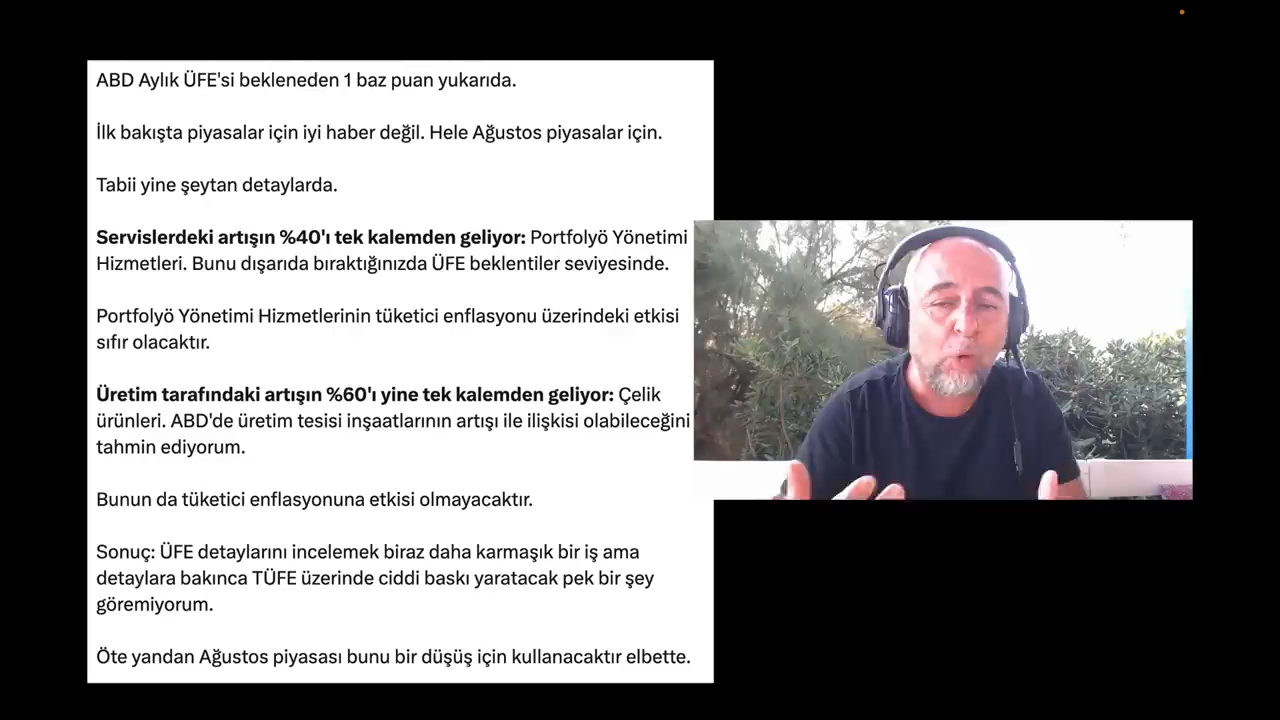 ABD Aylık ÜFE'si bekleneden 1 baz puan yukarıda.
İlk bakışta piyasalar için iyi haber değil. Hele Ağustos piyasalar için.
Tabii yine şeytan detaylarda.
Servislerdeki artışın %40'ı tek kalemden geliyor: Portfolyö Yönetimi
Hizmetleri. Bunu dışarıda bıraktığınızda ÜFE beklentiler seviyesinde.
Portfolyö Yönetimi Hizmetlerinin tüketici enflasyonu üzerindeki etkisi
sıfır olacaktır.
Üretim tarafındaki artışın %60'ı yine tek kalemden geliyor: Çelik
ürünleri. ABD'de üretim tesisi inşaatlarının artışı ile ilişkisi olabileceğini
tahmin ediyorum.
Bunun da tüketici enflasyonuna etkisi olmayacaktır.
Sonuç: ÜFE detaylarını incelemek biraz daha karmaşık bir iş ama
detaylara bakınca TÜFE üzerinde ciddi baskı yaratacak pek bir şey
göremiyorum.
Öte yandan Ağustos piyasası bunu bir düşüş için kullanacaktır elbette.